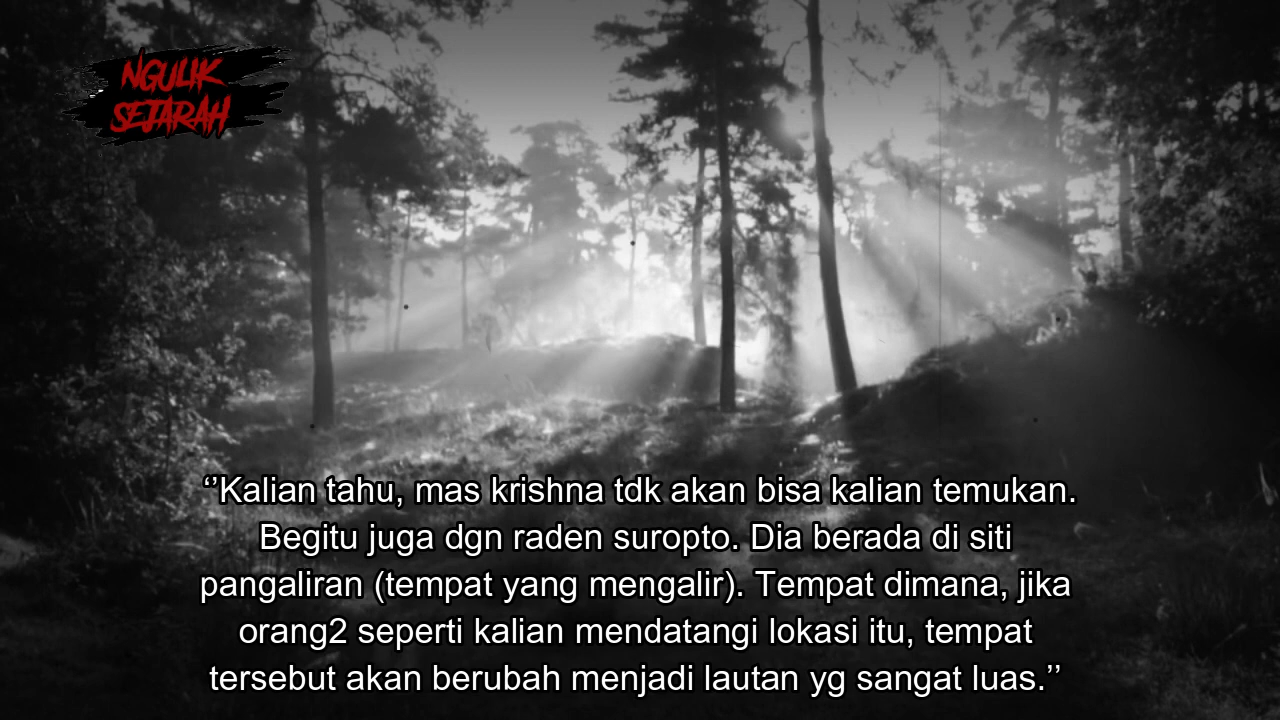 NGULIK
SEJARAH
‘’Kalian tahu, mas krishna tdk akan bisa kalian temukan.
Begitu juga dgn raden suropto. Dia berada di siti
pangaliran (tempat yang mengalir). Tempat dimana, jika
orang2 seperti kalian mendatangi lokasi itu, tempat
tersebut akan berubah menjadi lautan yg sangat luas.’’